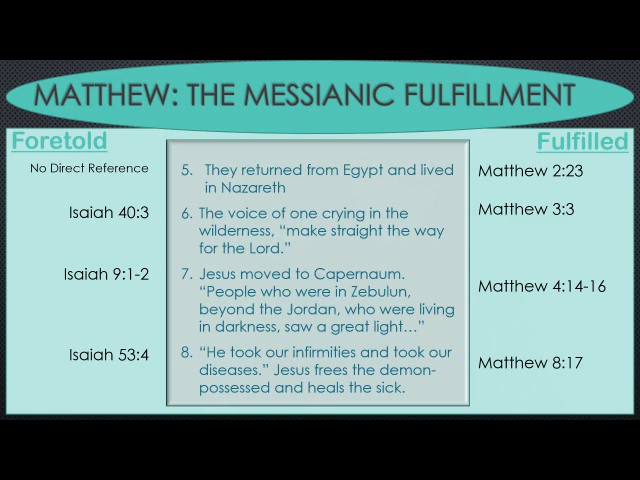 MATTHEW: THE MESSIANIC FULFILLMENT
Foretold
Fulfilled
No Direct Reference
5. They returned from Egypt and lived
in Nazareth
Matthew 2:23
Isaiah 40:3
6. The voice of one crying in the
wilderness, “make straight the way
for the Lord.”
Matthew 3:3
Isaiah 9:1-2
7. Jesus moved to Capernaum.
“People who were in Zebulun,
beyond the Jordan, who were living
in darkness, saw a great light…”
Matthew 4:14-16
Isaiah 53:4
8. “He took our infirmities and took our
diseases.” Jesus frees the demon-
possessed and heals the sick.
Matthew 8:17